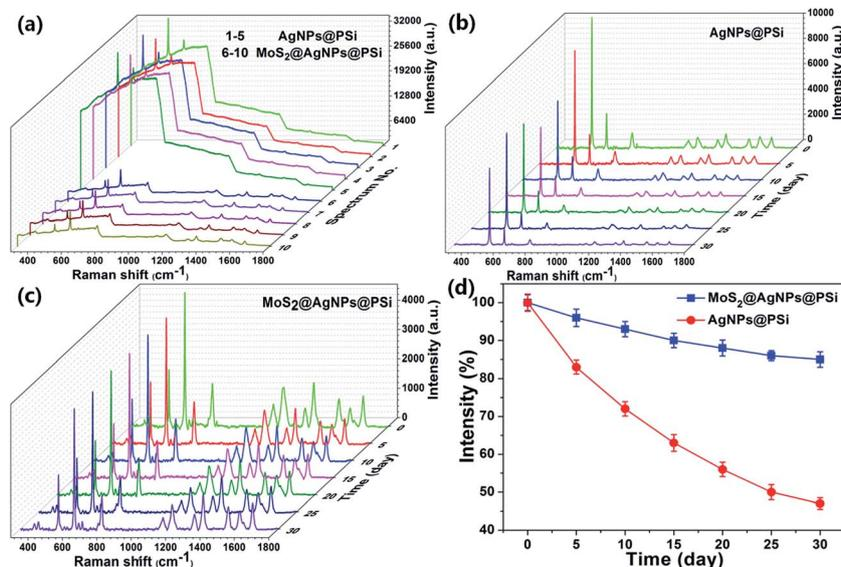 (a)
1-5 AgNPs@PSi
6-10 MoS2@AgNPs@PSi
32000
25600
19200
12800
6400
Intensity (a.u.)
1
2
3
4
5
6
7
8
9
10
Spectrum No.
400 600 800 1000 1200 1400 1600 1800
Raman shift (cm-1)
(b)
AgNPs@PSi
10000
8000
6000
4000
2000
0
Intensity (a.u.)
0
5
10
15
20
25
30
Time (day)
400 600 800 1000 1200 1400 1600 1800
Raman shift (cm-1)
(c)
MoS2@AgNPs@PSi
4000
3000
2000
1000
0
Intensity (a.u.)
0
5
10
15
20
25
30
Time (day)
400 600 800 1000 1200 1400 1600 1800
Raman shift (cm-1)
(d)
MoS2@AgNPs@PSi
AgNPs@PSi
100
90
80
70
60
50
40
Intensity (%)
0 5 10 15 20 25 30
Time (day)